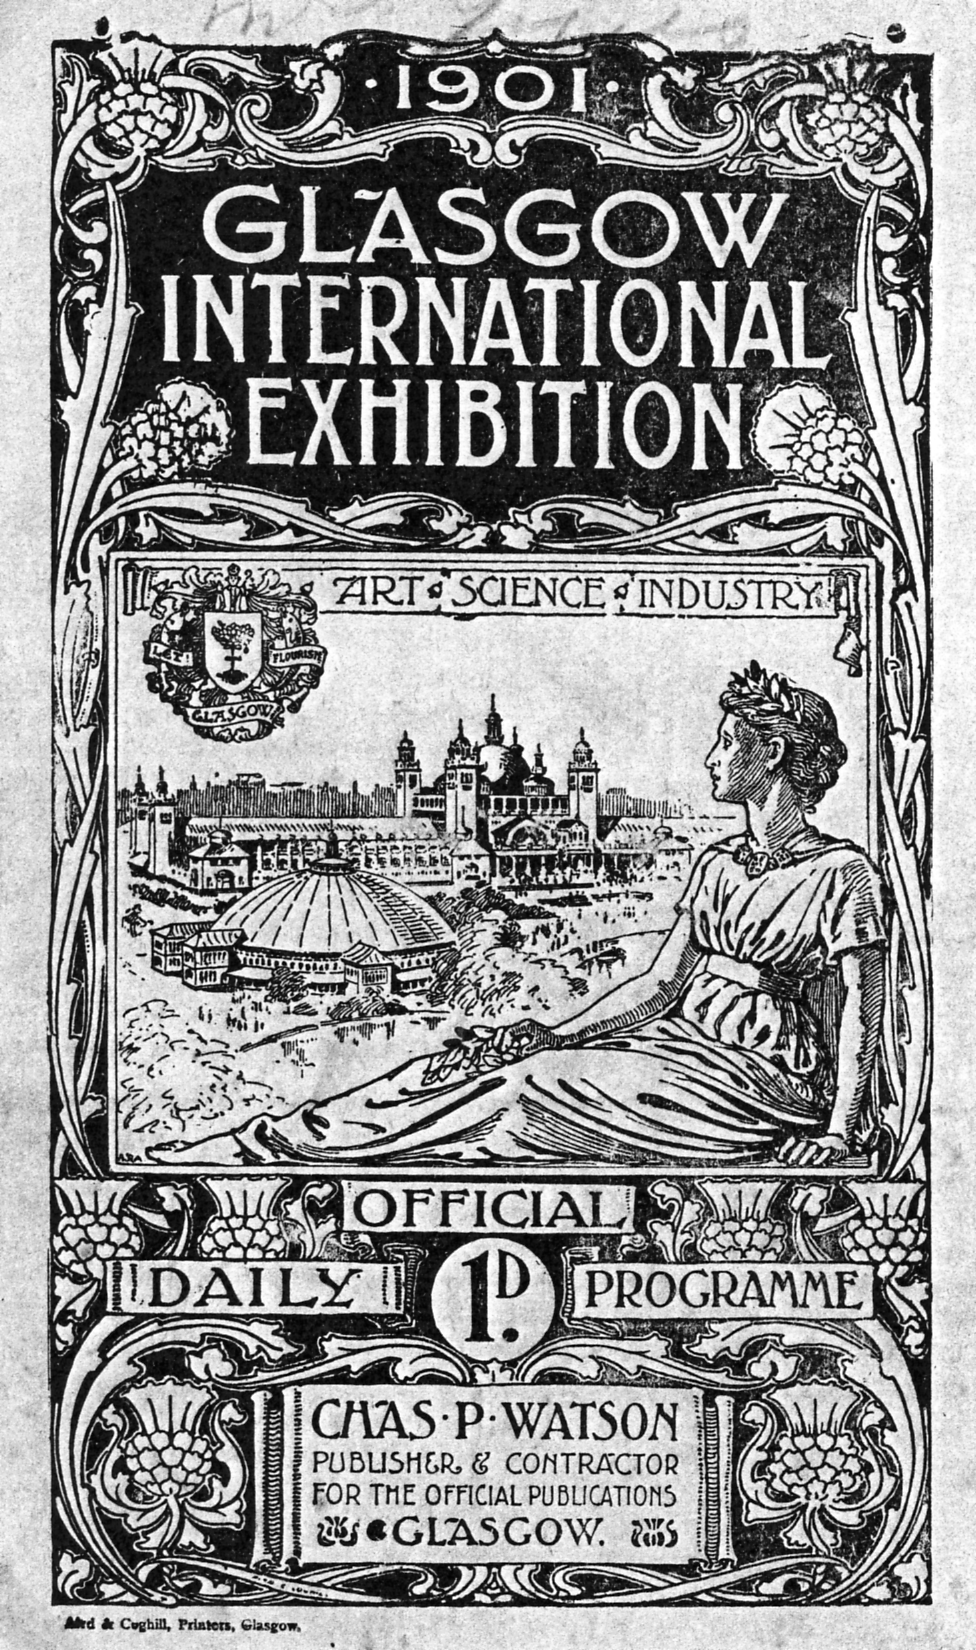 · 1901 ·
GLASGOW
INTERNATIONAL
EXHIBITION
ART SCIENCE INDUSTRY
LET FLOURISH
GLASGOW
OFFICIAL
DAILY 1D. PROGRAMME
CHAS · P · WATSON
PUBLISHER & CONTRACTOR
FOR THE OFFICIAL PUBLICATIONS
GLASGOW.
& Coghill, Printers, Glasgow.